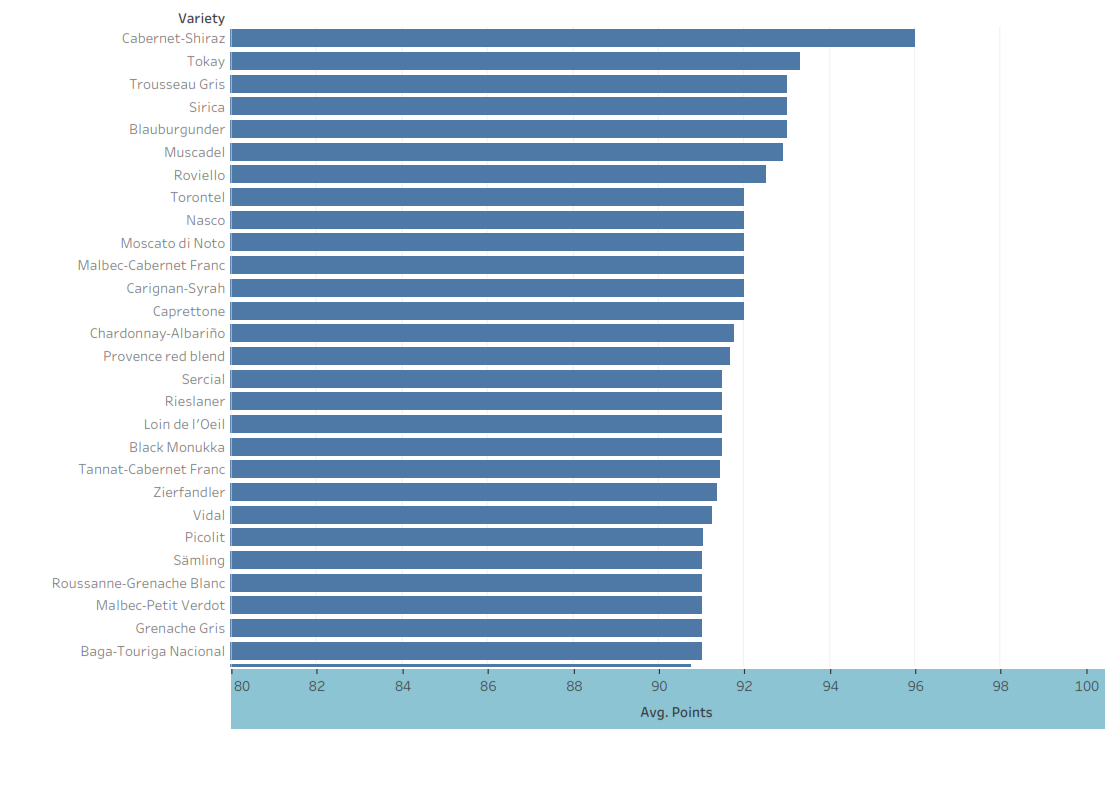 Variety
Cabernet-Shiraz
Tokay
Trousseau Gris
Sirica
Blauburgunder
Muscadel
Roviello
Torontel
Nasco
Moscato di Noto
Malbec-Cabernet Franc
Carignan-Syrah
Caprettone
Chardonnay-Albariño
Provence red blend
Sercial
Rieslaner
Loin de l’Oeil
Black Monukka
Tannat-Cabernet Franc
Zierfandler
Vidal
Picolit
Sämling
Roussanne-Grenache Blanc
Malbec-Petit Verdot
Grenache Gris
Baga-Touriga Nacional
80 82 84 86 88 90 92 94 96 98 100
Avg. Points